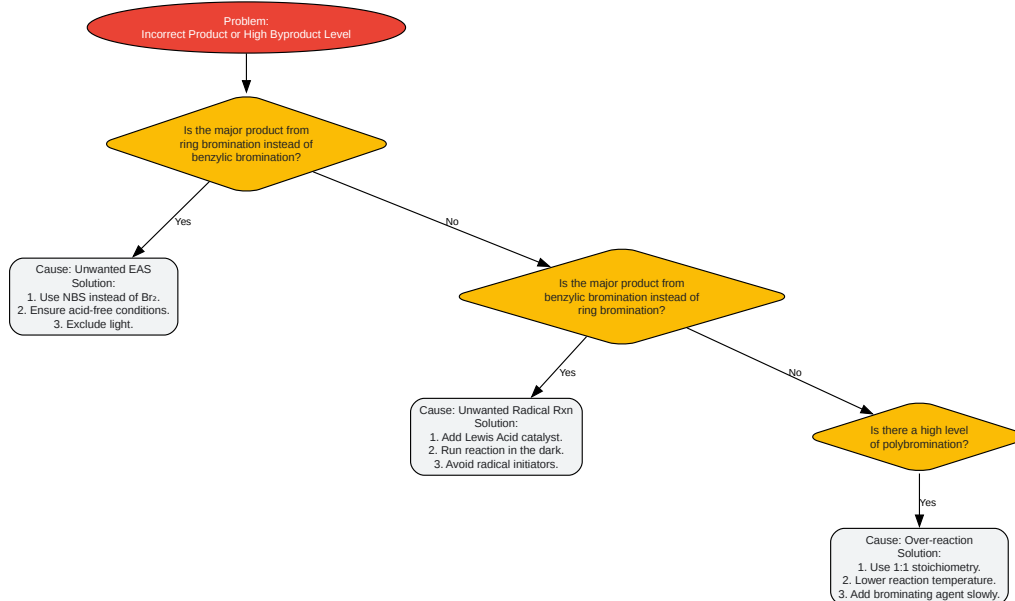 Problem:
Incorrect Product or High Byproduct Level
Is the major product from
ring bromination instead of
benzylic bromination?
Yes
No
Cause: Unwanted EAS
Solution:
1. Use NBS instead of Br₂.
2. Ensure acid-free conditions.
3. Exclude light.
Is the major product from
benzylic bromination instead of
ring bromination?
Yes
No
Cause: Unwanted Radical Rxn
Solution:
1. Add Lewis Acid catalyst.
2. Run reaction in the dark.
3. Avoid radical initiators.
Is there a high level
of polybromination?
Yes
Cause: Over-reaction
Solution:
1. Use 1:1 stoichiometry.
2. Lower reaction temperature.
3. Add brominating agent slowly.